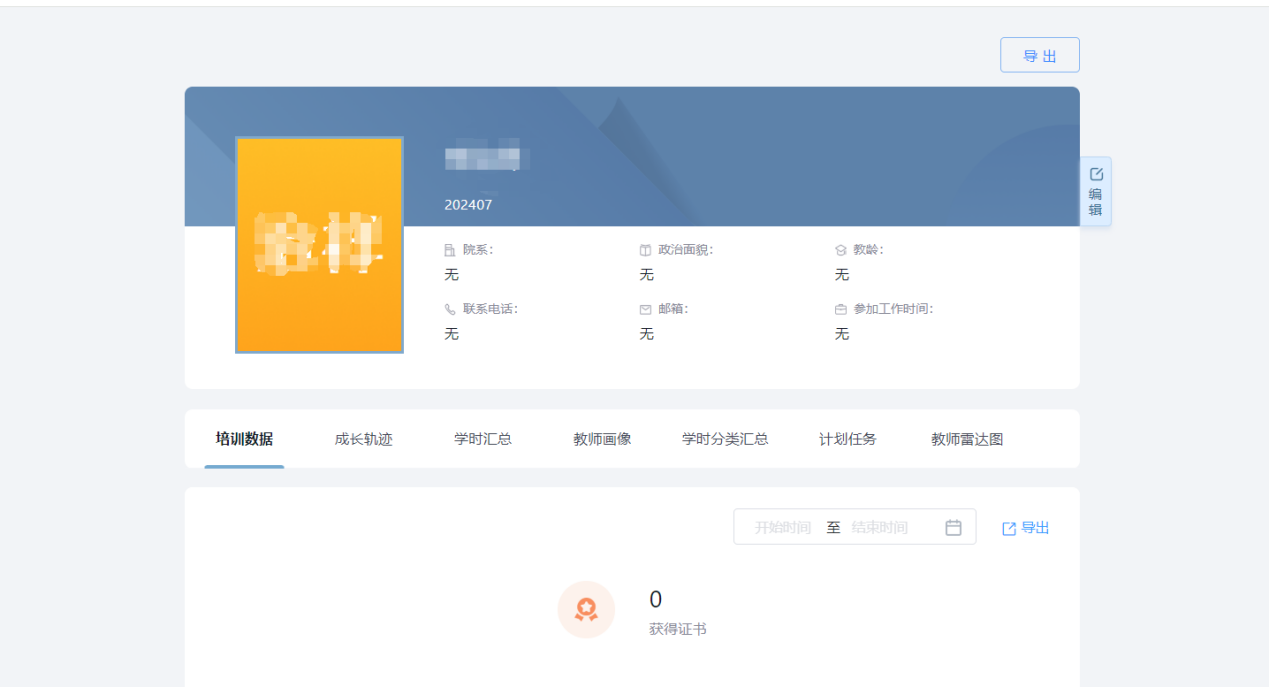 导出
编辑
202407
院系： 政治面貌： 教龄：
无 无 无
联系电话： 邮箱： 参加工作时间：
无 无 无
培训数据 成长轨迹 学时汇总 教师画像 学时分类汇总 计划任务 教师雷达图
开始时间 至 结束时间 导出
0
获得证书